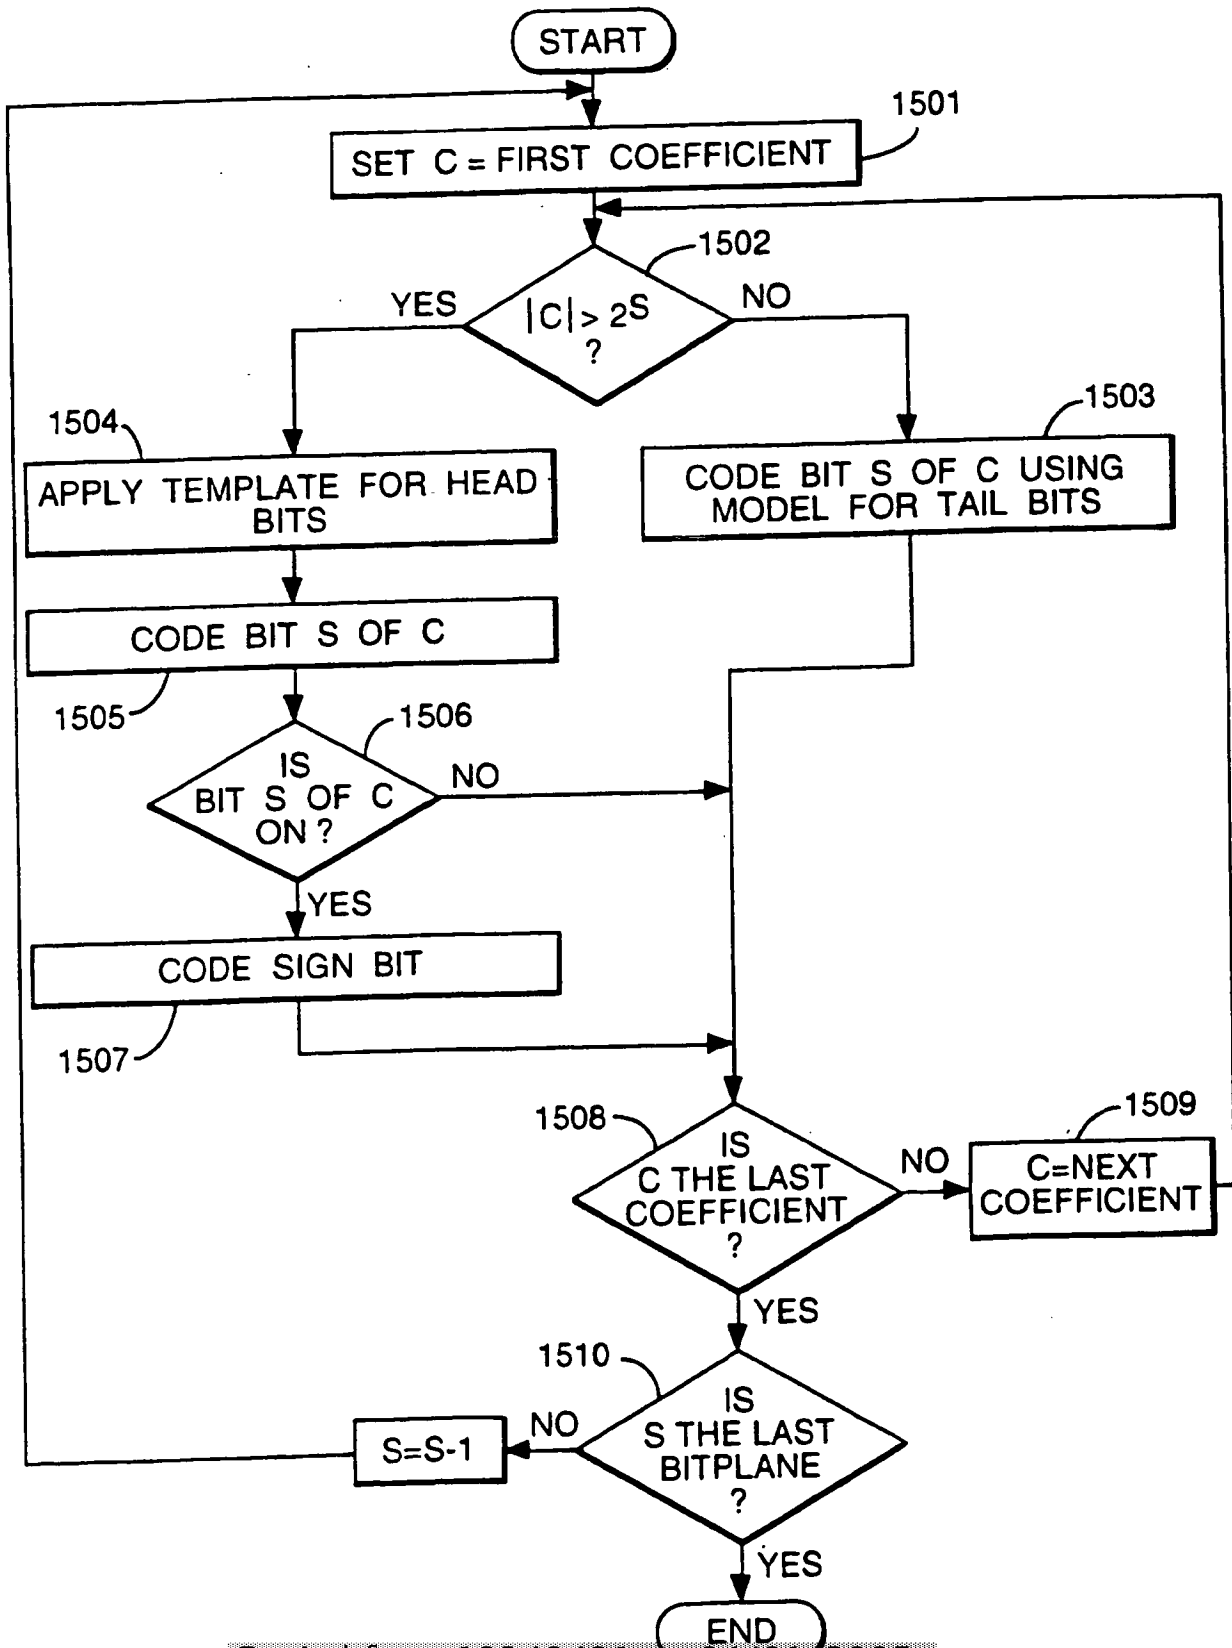 START
1501
SET C = FIRST COEFFICIENT
1502
YES
|C| > 2^S
?
NO
1504
1503
APPLY TEMPLATE FOR HEAD
BITS
CODE BIT S OF C USING
MODEL FOR TAIL BITS
CODE BIT S OF C
1505
1506
IS
BIT S OF C
ON ?
NO
YES
CODE SIGN BIT
1507
1508
IS
C THE LAST
COEFFICIENT
?
NO
1509
C=NEXT
COEFFICIENT
YES
1510
IS
S THE LAST
BITPLANE
?
NO
S=S-1
YES
END